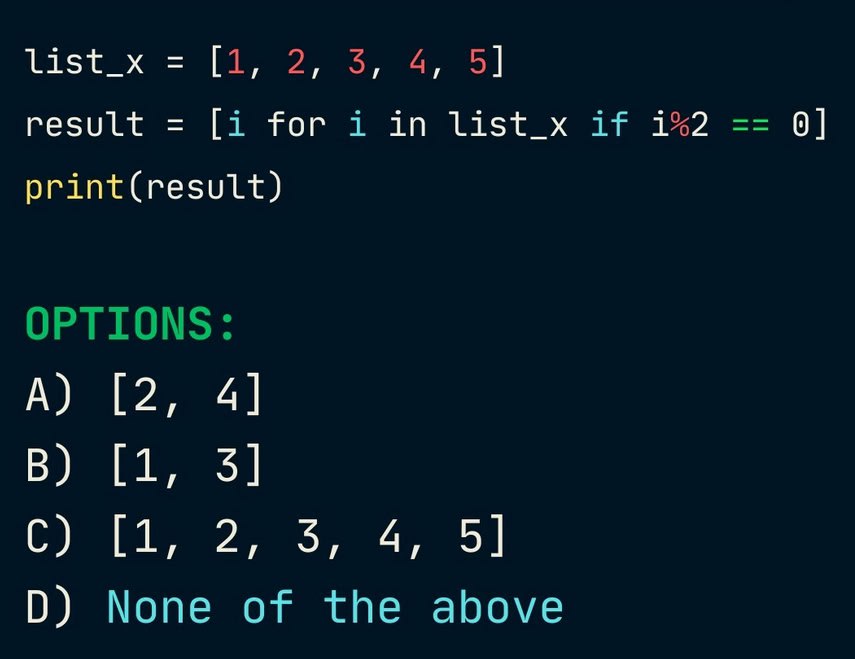 list_x = [1, 2, 3, 4, 5]
result = [i for i in list_x if i%2 == 0]
print(result)
OPTIONS:
A) [2, 4]
B) [1, 3]
C) [1, 2, 3, 4, 5]
D) None of the above